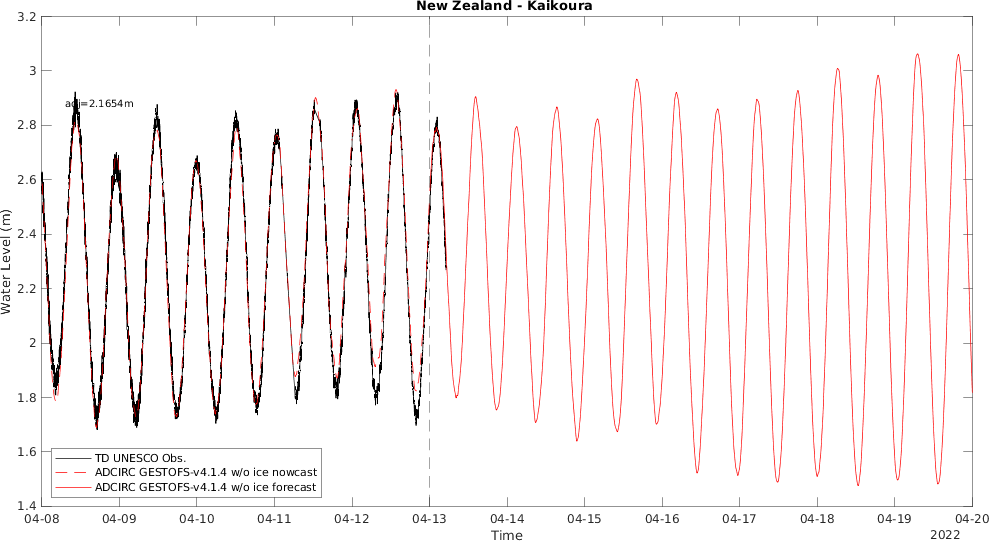 New Zealand - Kaikoura
3.2
3
2.8
2.6
2.4
2.2
2
1.8
1.6
1.4
Water Level (m)
adj=2.1654m
TD UNESCO Obs.
ADCIRC GESTOFS-v4.1.4 w/o ice nowcast
ADCIRC GESTOFS-v4.1.4 w/o ice forecast
04-08 04-09 04-10 04-11 04-12 04-13 04-14 04-15 04-16 04-17 04-18 04-19 04-20
Time
2022